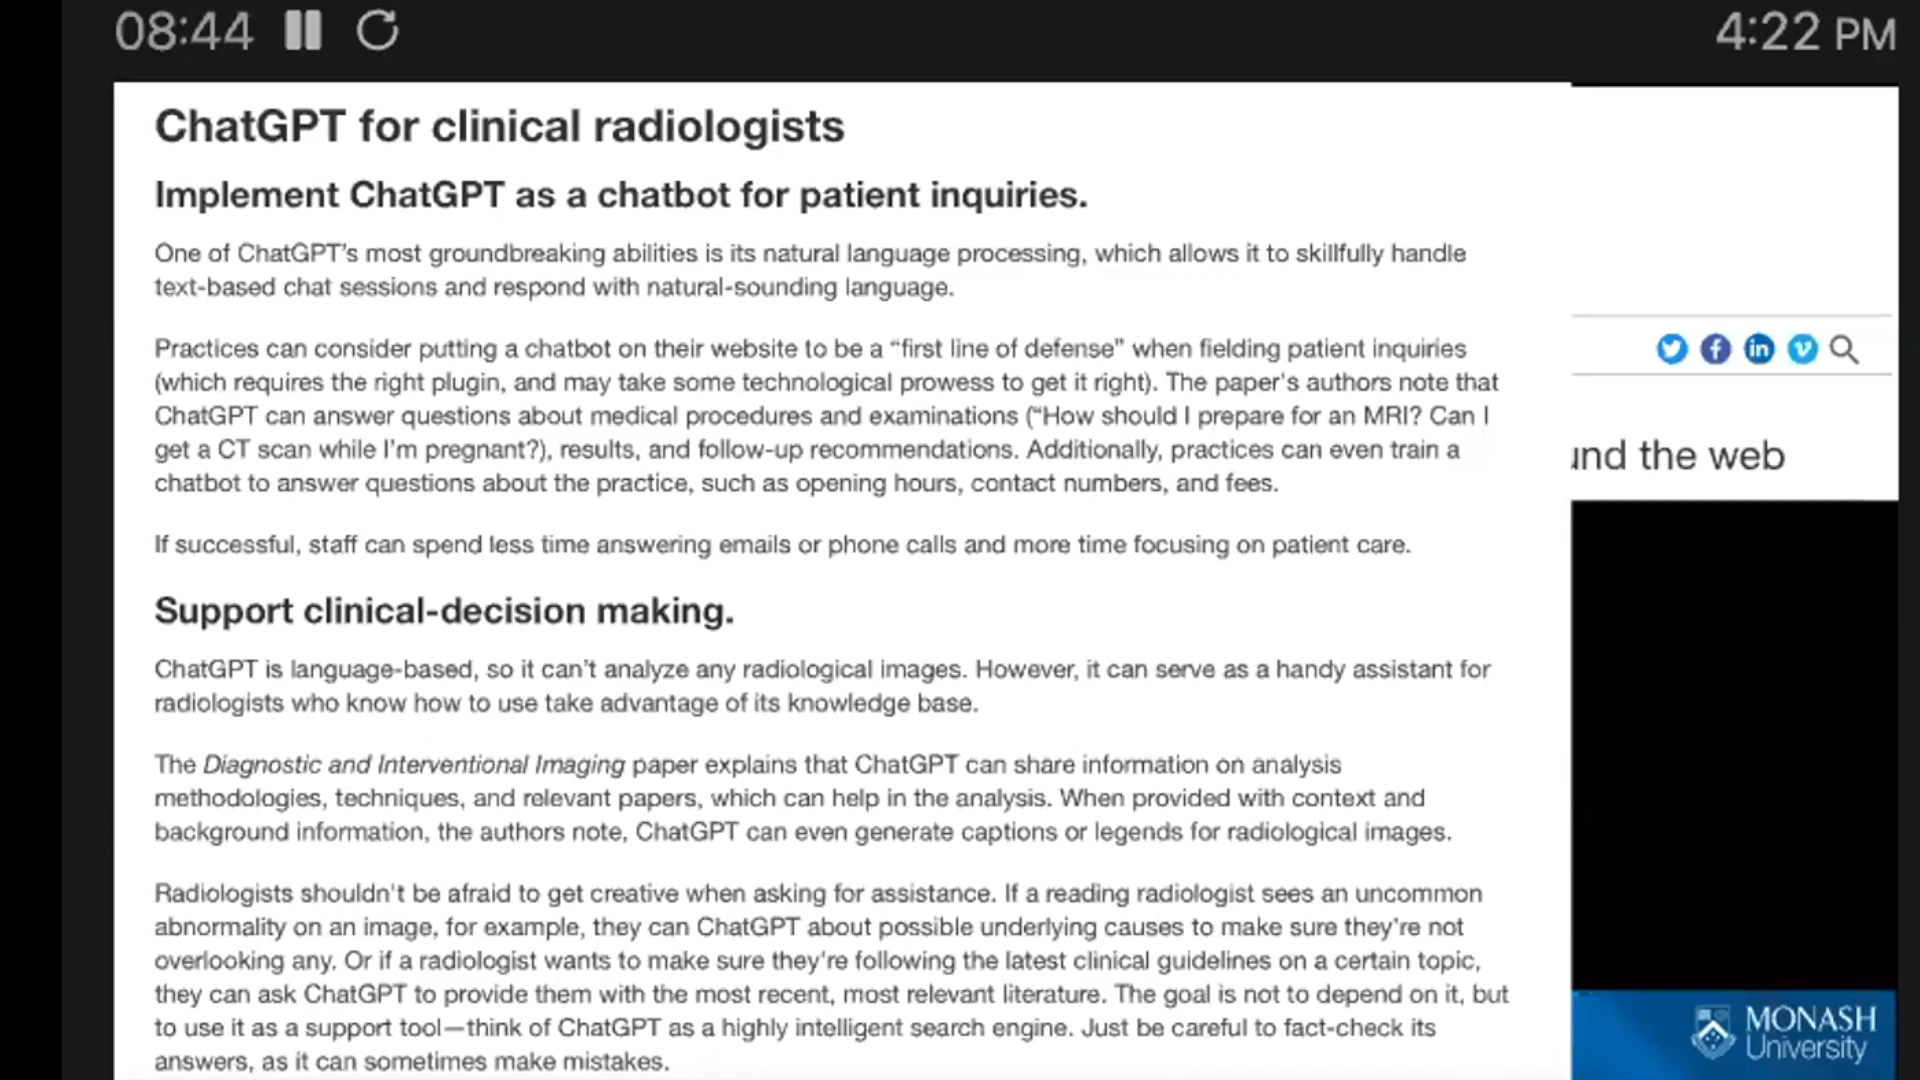 08:44
4:22 PM
ChatGPT for clinical radiologists
Implement ChatGPT as a chatbot for patient inquiries.
One of ChatGPT's most groundbreaking abilities is its natural language processing, which allows it to skillfully handle
text-based chat sessions and respond with natural-sounding language.
Practices can consider putting a chatbot on their website to be a “first line of defense” when fielding patient inquiries
(which requires the right plugin, and may take some technological prowess to get it right). The paper's authors note that
ChatGPT can answer questions about medical procedures and examinations (“How should I prepare for an MRI? Can I
get a CT scan while I'm pregnant?), results, and follow-up recommendations. Additionally, practices can even train a
chatbot to answer questions about the practice, such as opening hours, contact numbers, and fees.
If successful, staff can spend less time answering emails or phone calls and more time focusing on patient care.
Support clinical-decision making.
ChatGPT is language-based, so it can't analyze any radiological images. However, it can serve as a handy assistant for
radiologists who know how to use take advantage of its knowledge base.
The Diagnostic and Interventional Imaging paper explains that ChatGPT can share information on analysis
methodologies, techniques, and relevant papers, which can help in the analysis. When provided with context and
background information, the authors note, ChatGPT can even generate captions or legends for radiological images.
Radiologists shouldn't be afraid to get creative when asking for assistance. If a reading radiologist sees an uncommon
abnormality on an image, for example, they can ChatGPT about possible underlying causes to make sure they're not
overlooking any. Or if a radiologist wants to make sure they're following the latest clinical guidelines on a certain topic,
they can ask ChatGPT to provide them with the most recent, most relevant literature. The goal is not to depend on it, but
to use it as a support tool—think of ChatGPT as a highly intelligent search engine. Just be careful to fact-check its
answers, as it can sometimes make mistakes.
und the web
MONASH
University